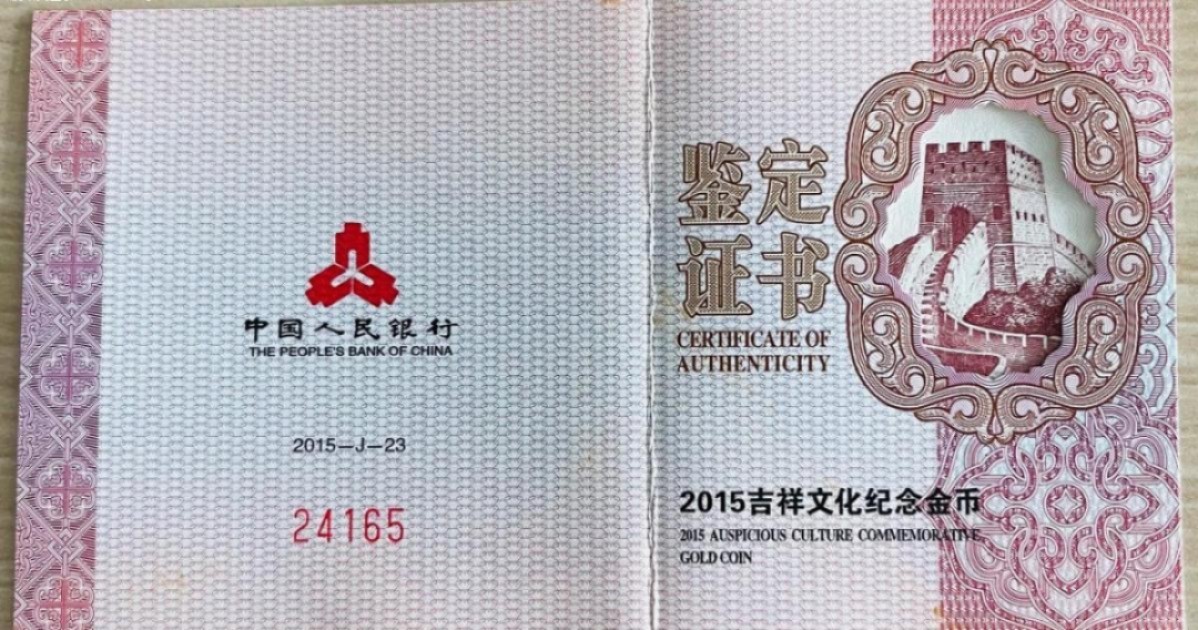 中国人民银行
THE PEOPLE'S BANK OF CHINA
2015—J—23
24165
鉴定
证书
CERTIFICATE OF
AUTHENTICITY
2015吉祥文化纪念金币
2015 AUSPICIOUS CULTURE COMMEMORATIVE
GOLD COIN